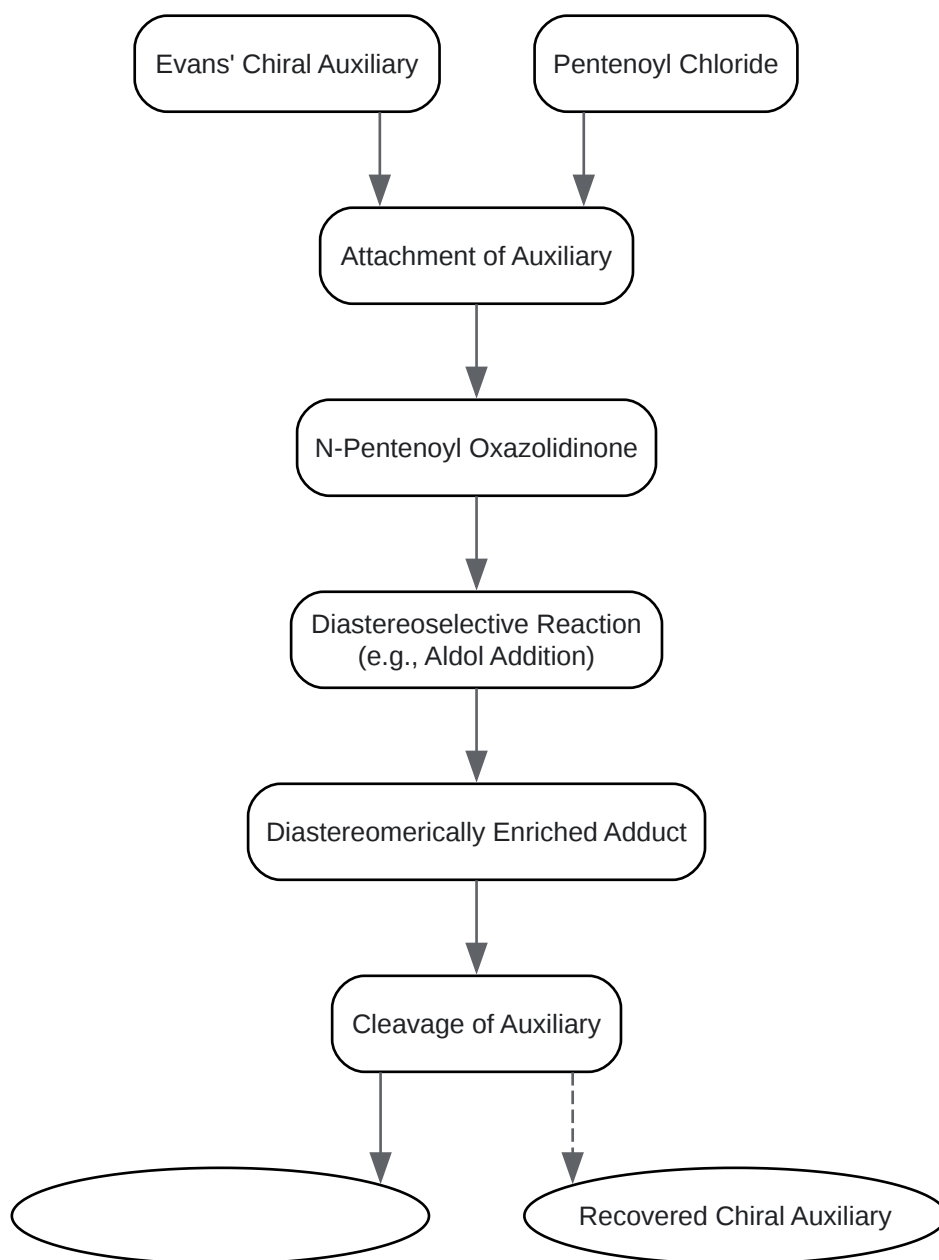 Evans' Chiral Auxiliary
Pentenoyl Chloride
Attachment of Auxiliary
N-Pentenoyl Oxazolidinone
Diastereoselective Reaction
(e.g., Aldol Addition)
Diastereomerically Enriched Adduct
Cleavage of Auxiliary
Recovered Chiral Auxiliary